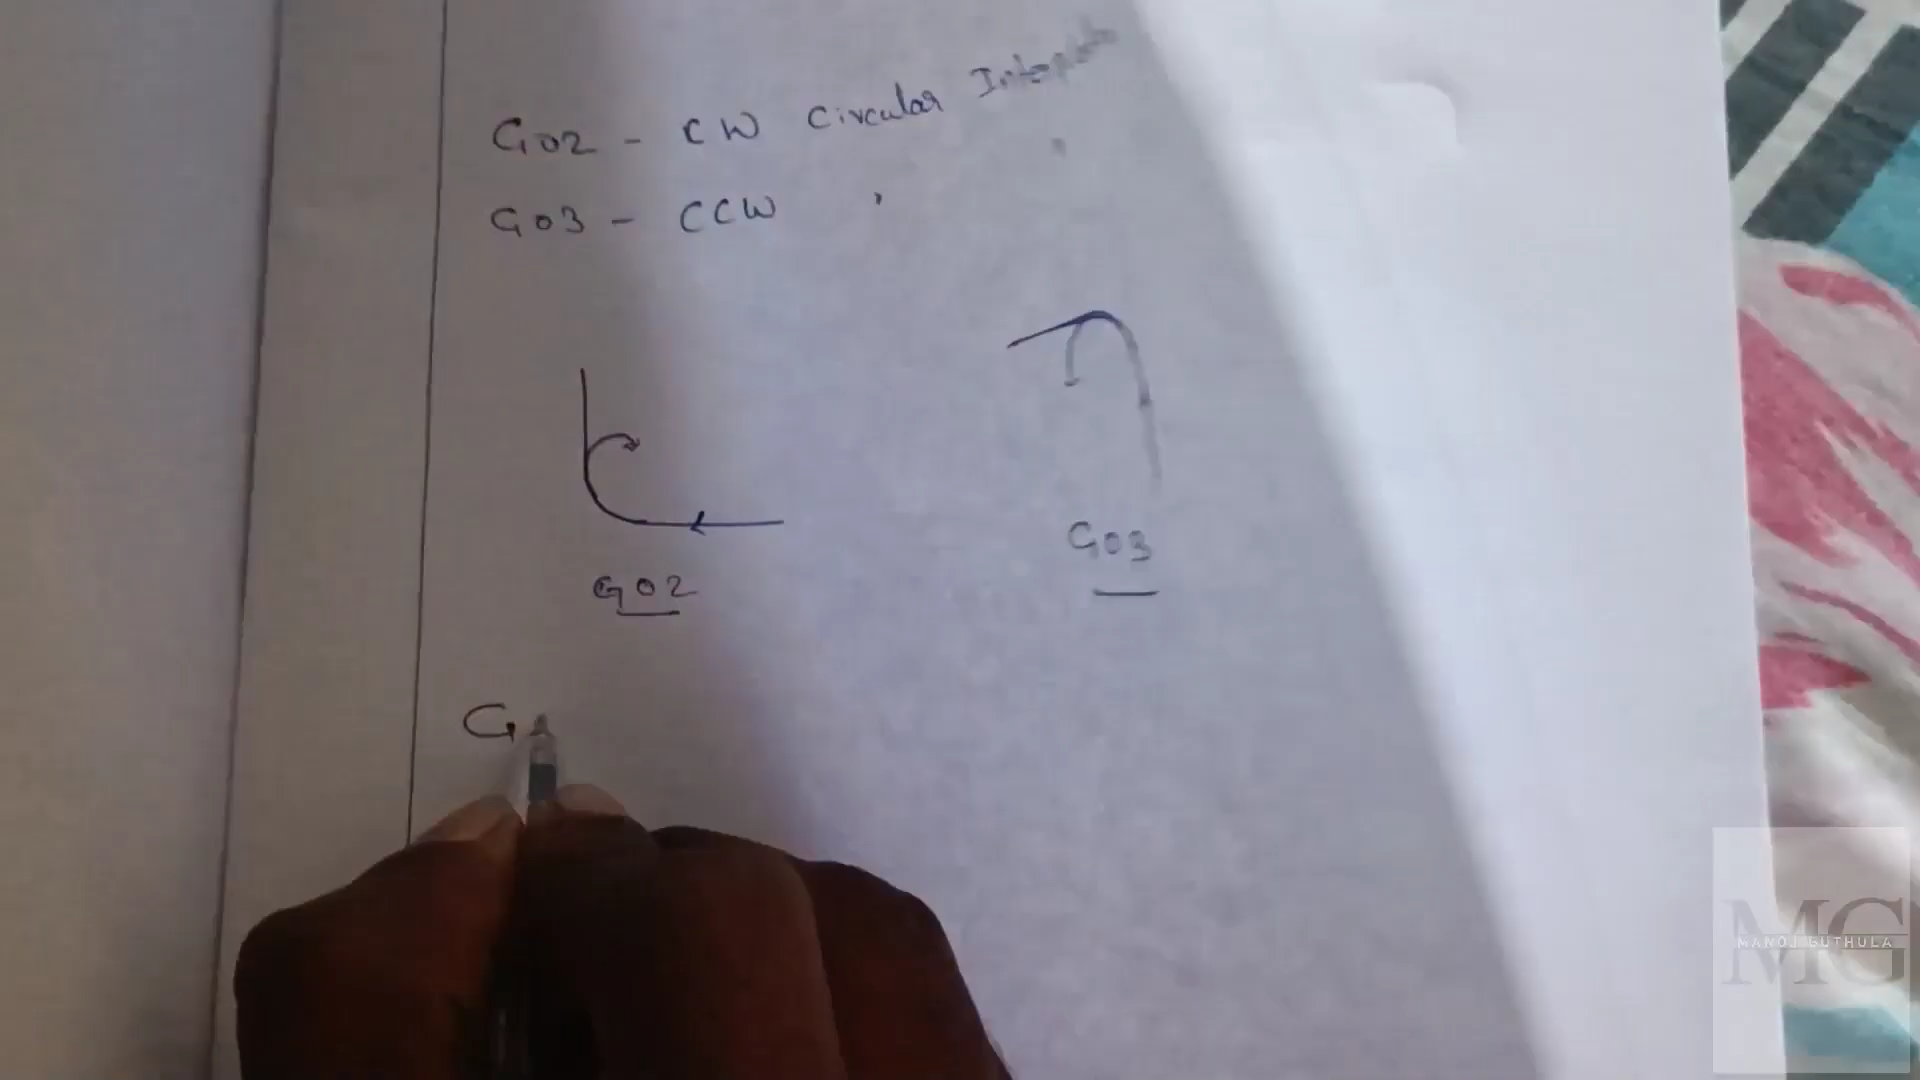 G02 - CW Circular
G03 - CCW "
G02
G03
G
MG
MANOJ GUTHULA